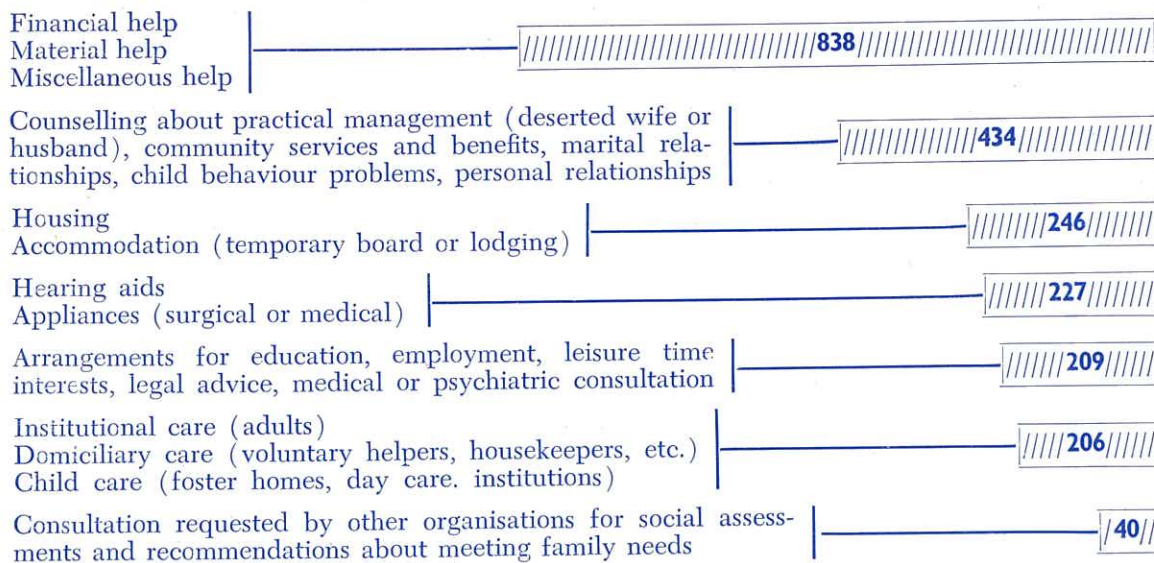 Financial help
Material help
Miscellaneous help
838
Counselling about practical management (deserted wife or
husband), community services and benefits, marital rela-
tionships, child behaviour problems, personal relationships
434
Housing
Accommodation (temporary board or lodging)
246
Hearing aids
Appliances (surgical or medical)
227
Arrangements for education, employment, leisure time
interests, legal advice, medical or psychiatric consultation
209
Institutional care (adults)
Domiciliary care (voluntary helpers, housekeepers, etc.)
Child care (foster homes, day care. institutions)
206
Consultation requested by other organisations for social assess-
ments and recommendations about meeting family needs
40